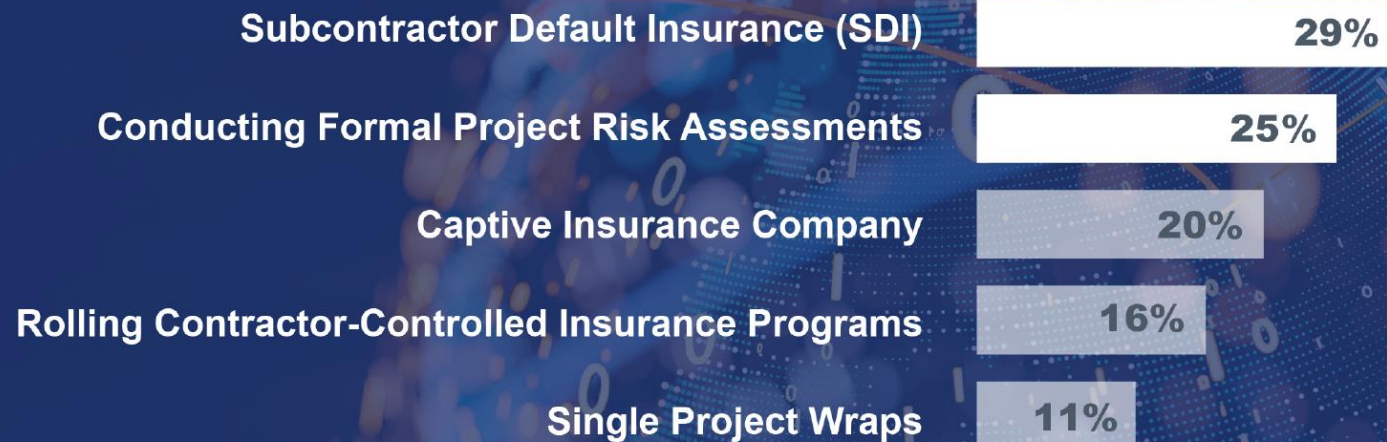 Subcontractor Default Insurance (SDI) 29%
Conducting Formal Project Risk Assessments 25%
Captive Insurance Company 20%
Rolling Contractor-Controlled Insurance Programs 16%
Single Project Wraps 11%